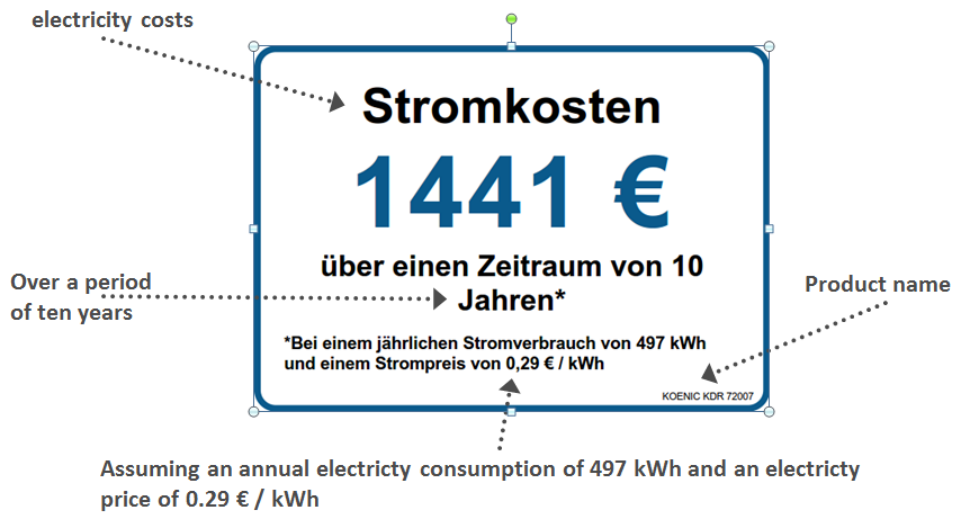 electricity costs
Stromkosten
1441 €
über einen Zeitraum von 10
Jahren*
Over a period
of ten years
Product name
*Bei einem jährlichen Stromverbrauch von 497 kWh
und einem Strompreis von 0,29 € / kWh
KOENIC KDR 72007
Assuming an annual electricty consumption of 497 kWh and an electricty
price of 0.29 € / kWh